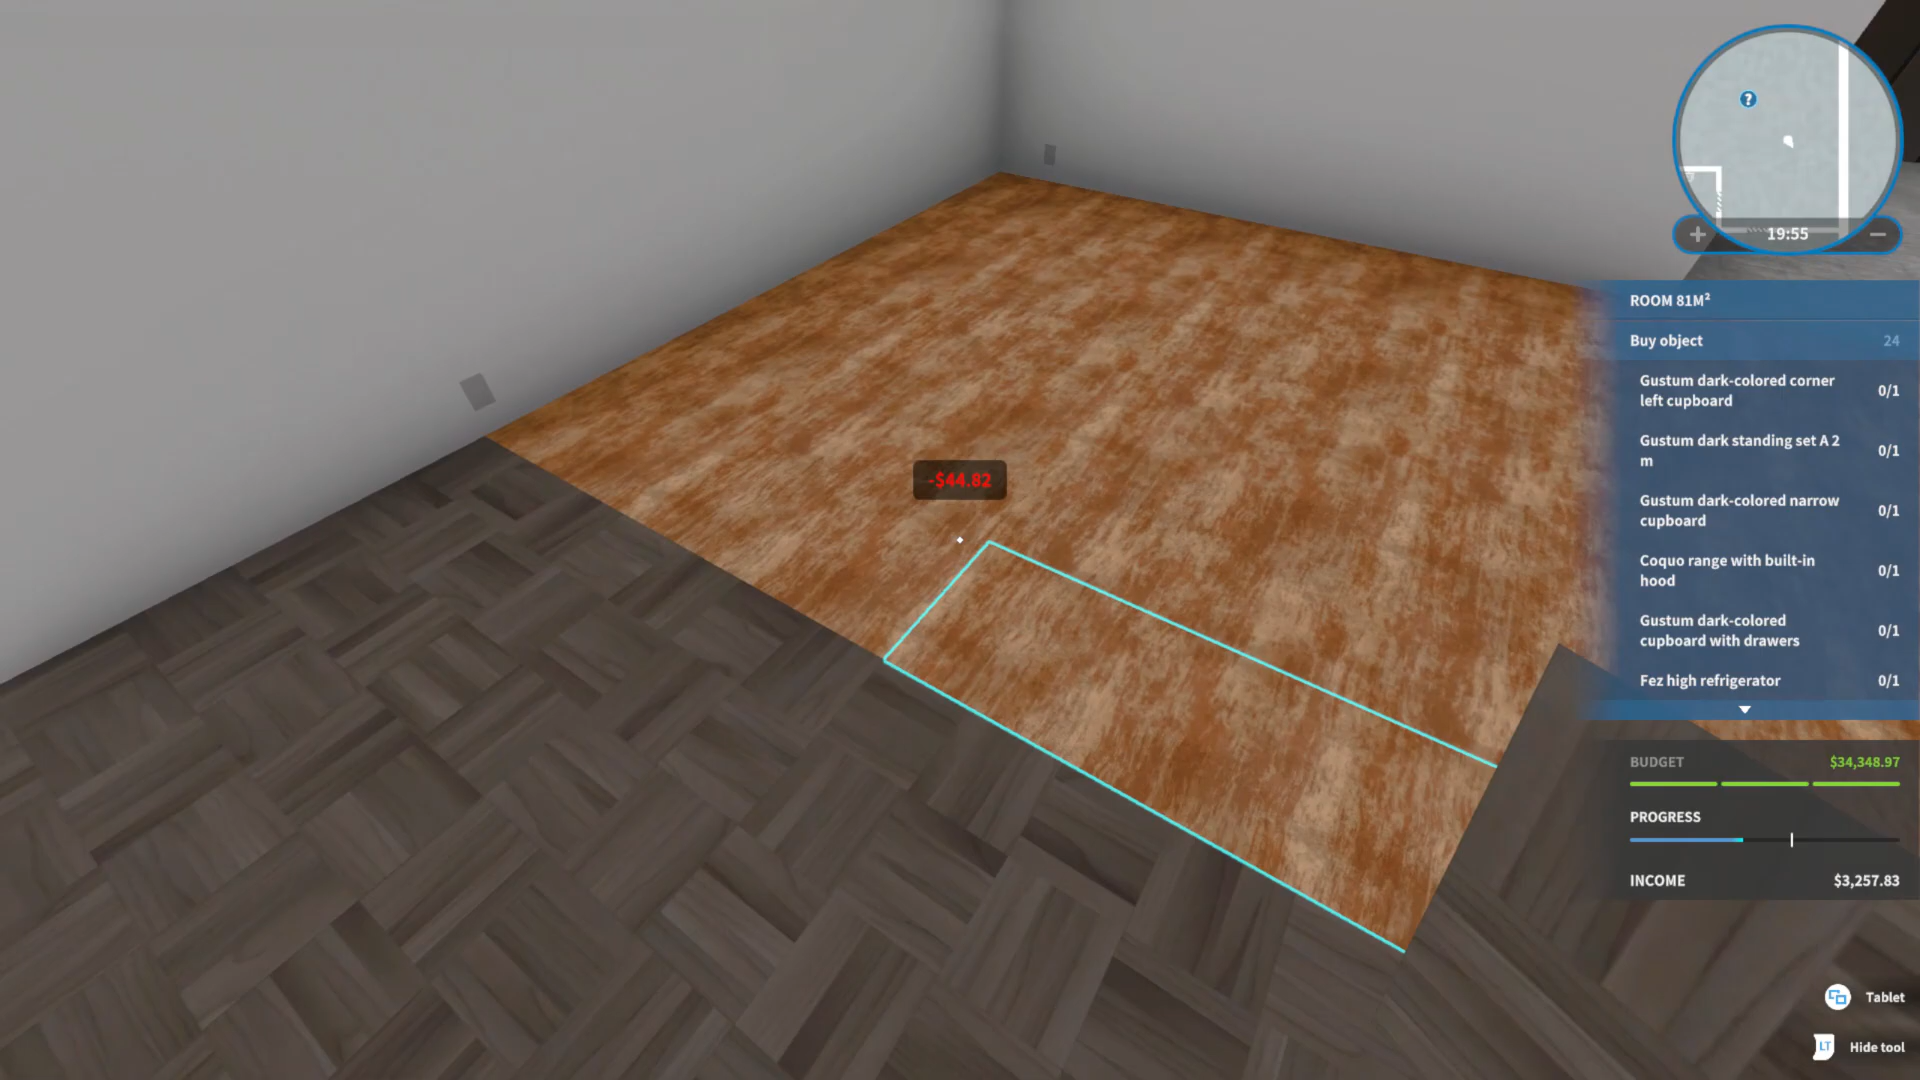 ?
19:55
ROOM 81M²
Buy object 24
Gustum dark-colored corner
left cupboard 0/1
Gustum dark standing set A 2
m 0/1
Gustum dark-colored narrow
cupboard 0/1
Coquo range with built-in
hood 0/1
Gustum dark-colored
cupboard with drawers 0/1
Fez high refrigerator 0/1
-$44.82
BUDGET $34,348.97
PROGRESS
INCOME $3,257.83
Tablet
LT Hide tool